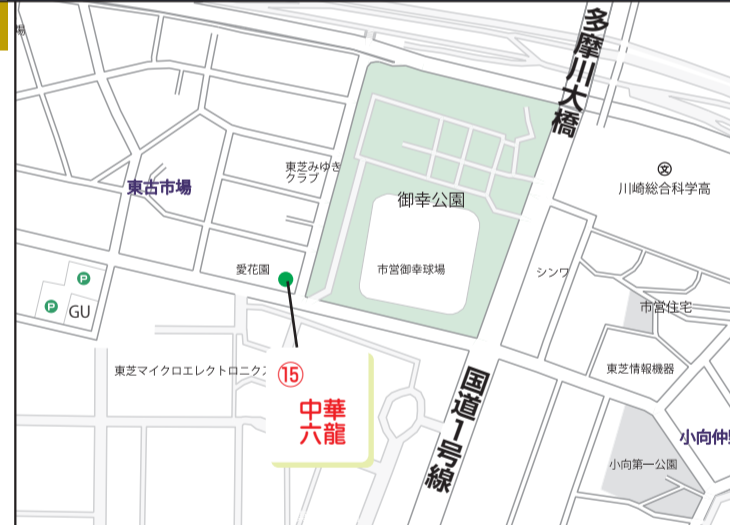 場
多摩川大橋
東芝みゆき
クラブ
東古市場
文
川崎総合科学高
御幸公園
愛花園
市営御幸球場
シンワ
P
P
GU
市営住宅
東芝マイクロエレクトロニクス
⑮
中華
六龍
東芝情報機器
国道1号線
小向仲
小向第一公園